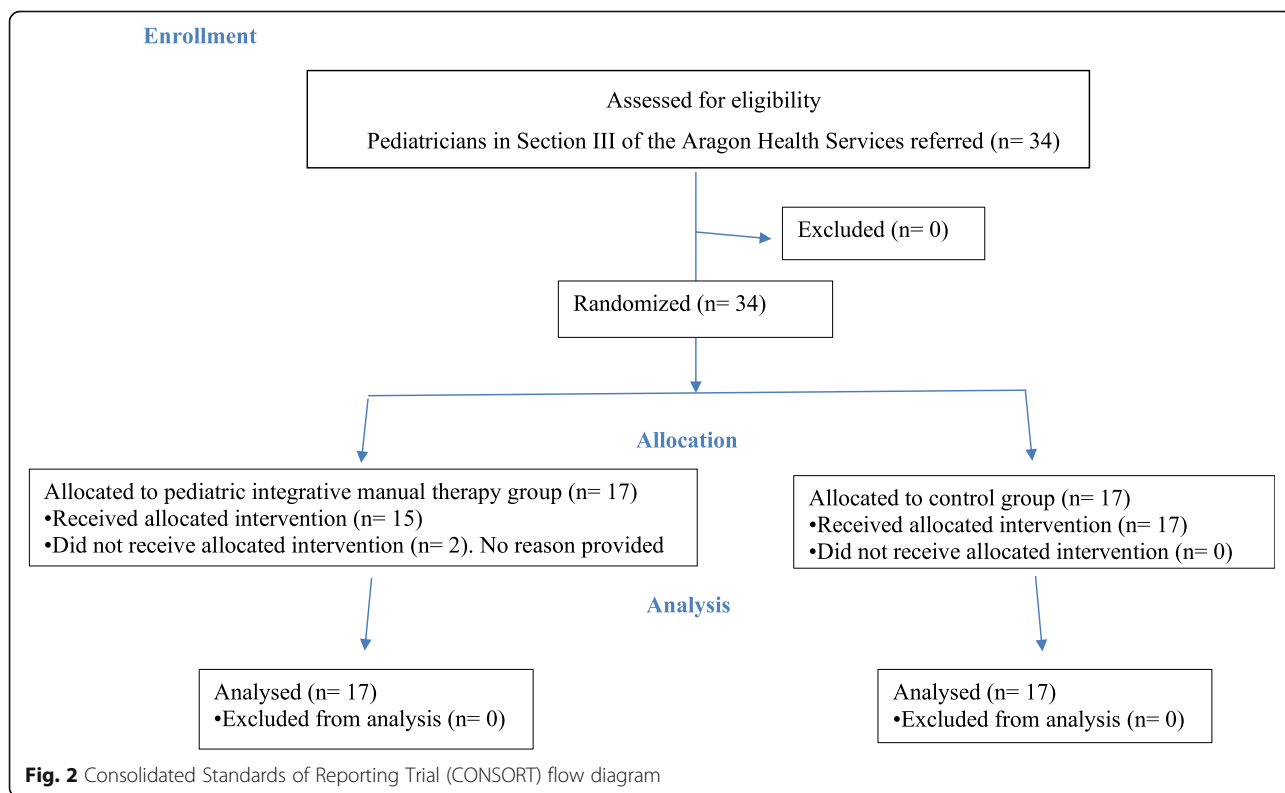 Enrollment
Assessed for eligibility
Pediatricians in Section III of the Aragon Health Services referred (n= 34)
Excluded (n= 0)
Randomized (n= 34)
Allocation
Allocated to pediatric integrative manual therapy group (n= 17)
•Received allocated intervention (n= 15)
•Did not receive allocated intervention (n= 2). No reason provided
Allocated to control group (n= 17)
•Received allocated intervention (n= 17)
•Did not receive allocated intervention (n= 0)
Analysis
Analysed (n= 17)
•Excluded from analysis (n= 0)
Analysed (n= 17)
•Excluded from analysis (n= 0)
Fig. 2 Consolidated Standards of Reporting Trial (CONSORT) flow diagram